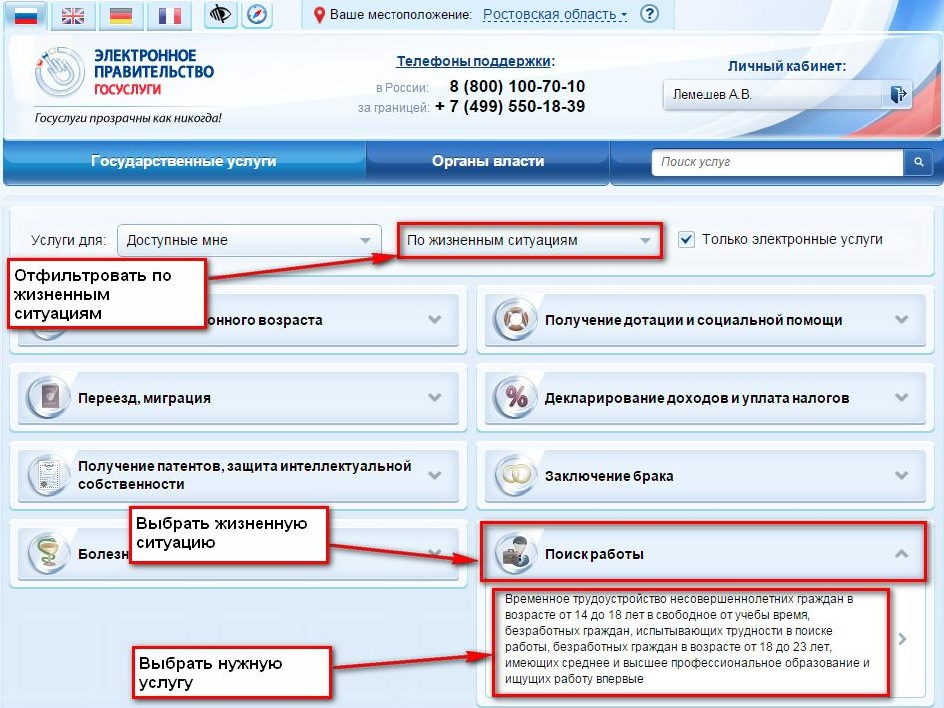 Ваше местоположение: Ростовская область
?
ЭЛЕКТРОННОЕ
ПРАВИТЕЛЬСТВО
ГОСУСЛУГИ
Госуслуги прозрачны как никогда!
Телефоны поддержки:
в России: 8 (800) 100-70-10
за границей: + 7 (499) 550-18-39
Личный кабинет:
Лемешев А.В.
Государственные услуги
Органы власти
Поиск услуг
Услуги для:
Доступные мне
По жизненным ситуациям
Только электронные услуги
Отфильтровать по
жизненным
ситуациям
онного возраста
Получение дотации и социальной помощи
Переезд, миграция
Декларирование доходов и уплата налогов
Получение патентов, защита интеллектуальной
собственности
Заключение брака
Выбрать жизненную
ситуацию
Болезн
Поиск работы
Временное трудоустройство несовершеннолетних граждан в
возрасте от 14 до 18 лет в свободное от учебы время,
безработных граждан, испытывающих трудности в поиске
работы, безработных граждан в возрасте от 18 до 23 лет,
имеющих среднее и высшее профессиональное образование и
ищущих работу впервые
Выбрать нужную
услугу